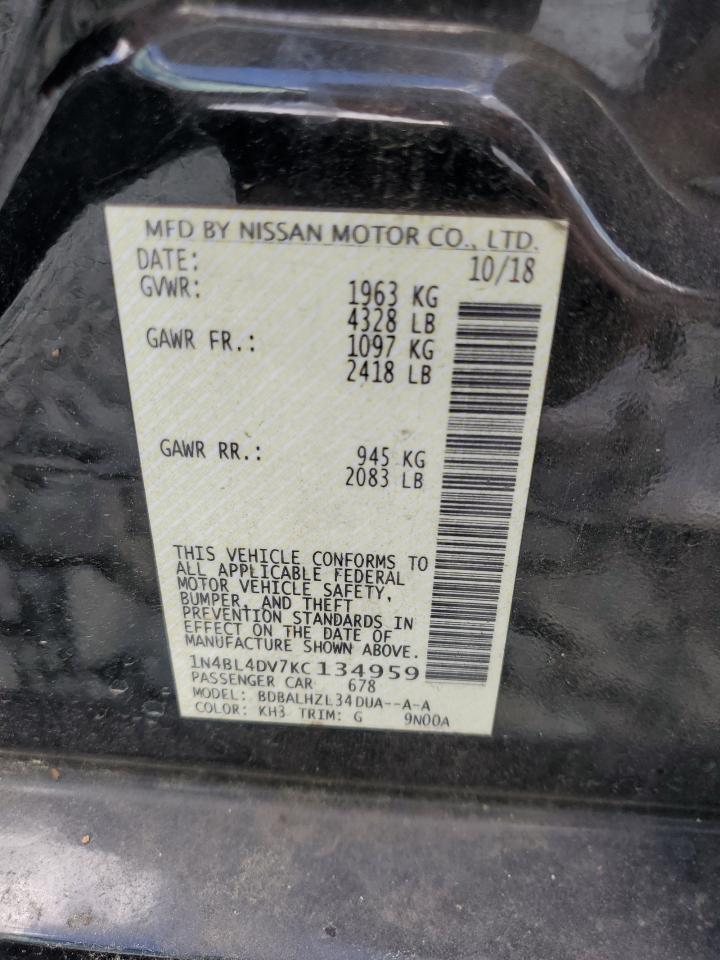 MFD BY NISSAN MOTOR CO., LTD.
DATE: 10/18
GVWR: 1963 KG
4328 LB
GAWR FR.: 1097 KG
2418 LB
GAWR RR.: 945 KG
2083 LB
THIS VEHICLE CONFORMS TO
ALL APPLICABLE FEDERAL
MOTOR VEHICLE SAFETY,
BUMPER, AND THEFT
PREVENTION STANDARDS IN
EFFECT ON THE DATE OF
MANUFACTURE SHOWN ABOVE.
1N4BL4DV7KC134959
PASSENGER CAR 678
MODEL: BDBALHZL34DUA--A-A
COLOR: KH3 TRIM: G 9N00A